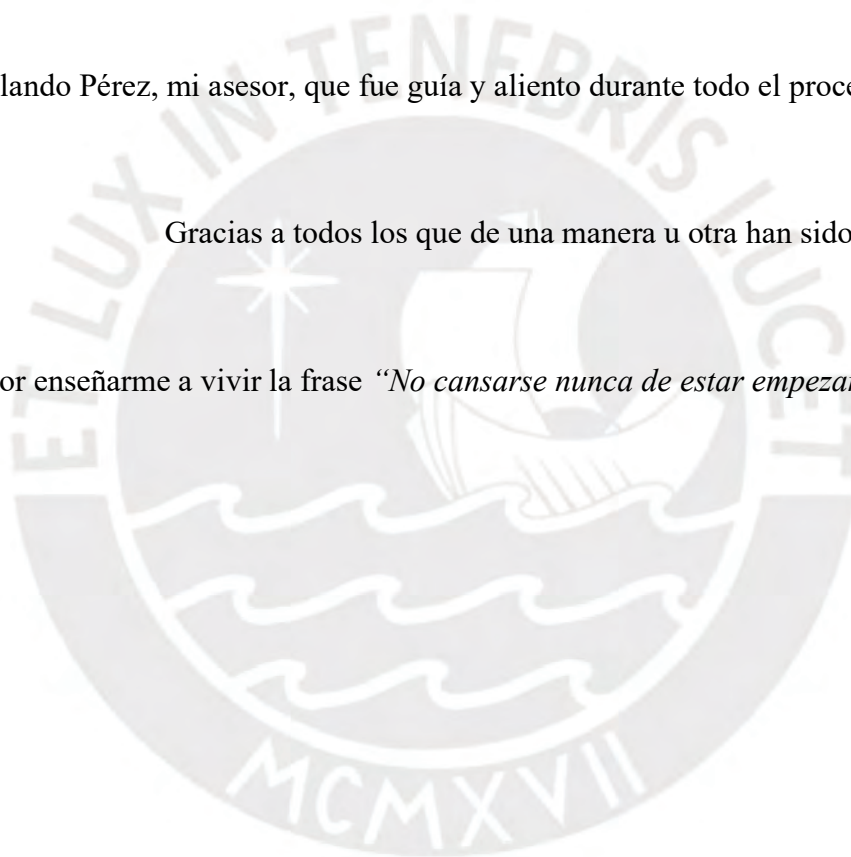 ET LUX IN TENEBRIS LUCET
lando Pérez, mi asesor, que fue guía y aliento durante todo el proce
Gracias a todos los que de una manera u otra han sido
or enseñarme a vivir la frase “No cansarse nunca de estar empezar
MCMXVII